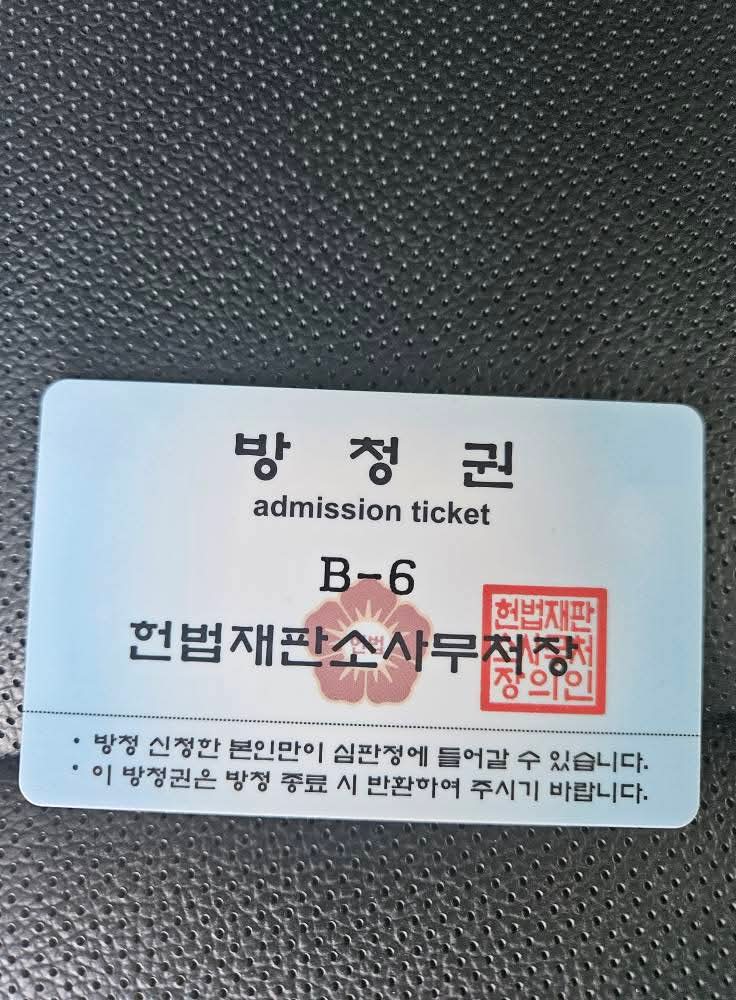 방 청 권
admission ticket
B-6
헌법재판소사무처장
헌법
헌법재판
소사무처
장의인
• 방청 신청한 본인만이 심판정에 들어갈 수 있습니다.
• 이 방청권은 방청 종료 시 반환하여 주시기 바랍니다.